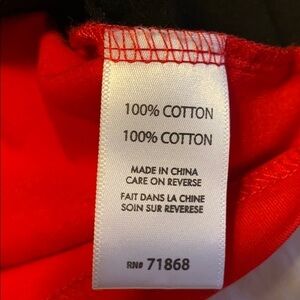 100% COTTON
100% COTTON
MADE IN CHINA
CARE ON REVERSE
FAIT DANS LA CHINE
SOIN SUR REVERESE
RN# 71868